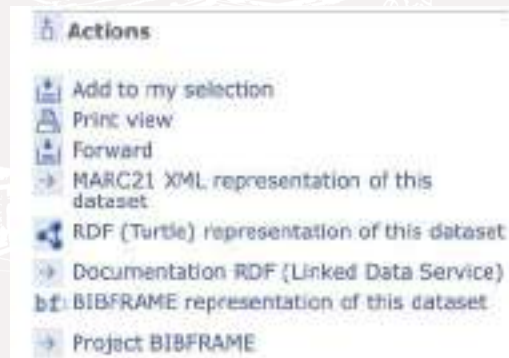 Actions
Add to my selection
Print view
Forward
MARC21 XML representation of this
dataset
RDF (Turtle) representation of this dataset
Documentation RDF (Linked Data Service)
bf: BIBFRAME representation of this dataset
Project BIBFRAME